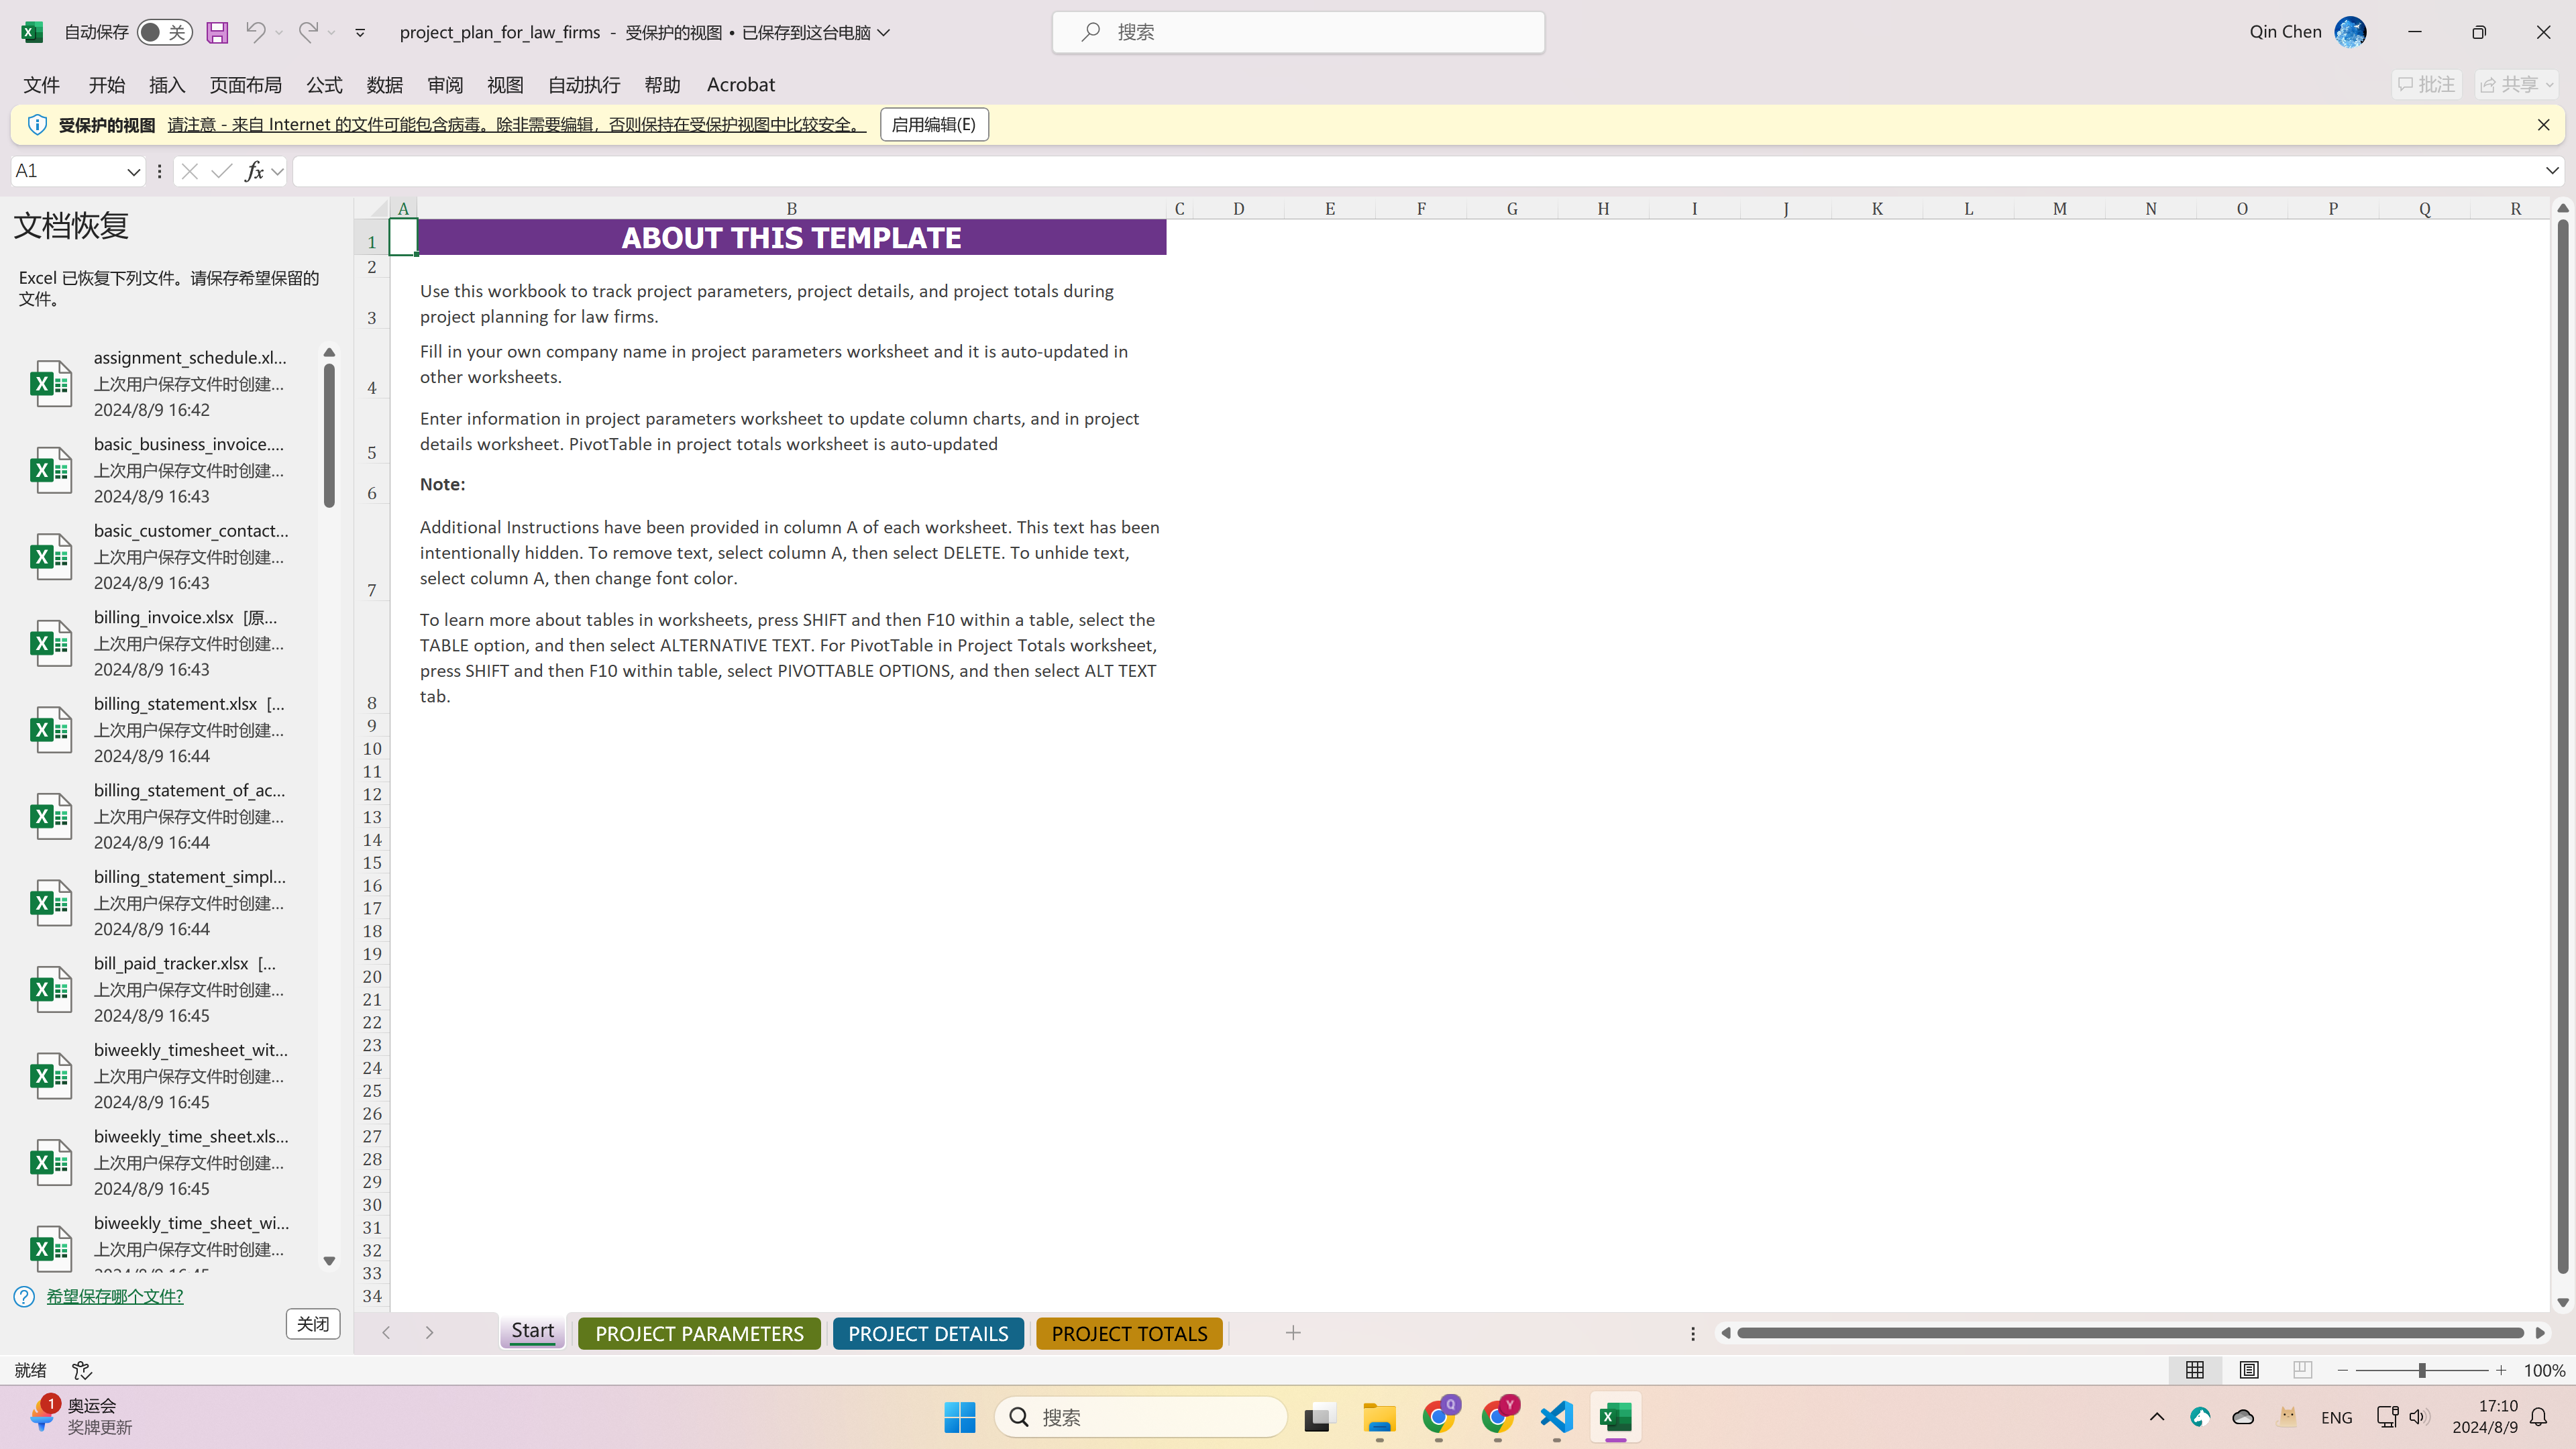 自动保存 关 project_plan_for_law_firms - 受保护的视图 • 已保存到这台电脑 搜索 Qin Chen
文件 开始 插入 页面布局 公式 数据 审阅 视图 自动执行 帮助 Acrobat 批注 共享
受保护的视图 请注意 - 来自 Internet 的文件可能包含病毒。除非需要编辑，否则保持在受保护视图中比较安全。 启用编辑(E)
A1 fx
文档恢复
Excel 已恢复下列文件。请保存希望保留的
文件。
assignment_schedule.xl...
上次用户保存文件时创建...
2024/8/9 16:42
basic_business_invoice....
上次用户保存文件时创建...
2024/8/9 16:43
basic_customer_contact...
上次用户保存文件时创建...
2024/8/9 16:43
billing_invoice.xlsx [原...
上次用户保存文件时创建...
2024/8/9 16:43
billing_statement.xlsx [...
上次用户保存文件时创建...
2024/8/9 16:44
billing_statement_of_ac...
上次用户保存文件时创建...
2024/8/9 16:44
billing_statement_simpl...
上次用户保存文件时创建...
2024/8/9 16:44
bill_paid_tracker.xlsx [...
上次用户保存文件时创建...
2024/8/9 16:45
biweekly_timesheet_wit...
上次用户保存文件时创建...
2024/8/9 16:45
biweekly_time_sheet.xls...
上次用户保存文件时创建...
2024/8/9 16:45
biweekly_time_sheet_wi...
上次用户保存文件时创建...
2024/8/9 16:45
希望保存哪个文件?
关闭
A B C D E F G H I J K L M N O P Q R
1 ABOUT THIS TEMPLATE
2
Use this workbook to track project parameters, project details, and project totals during
3 project planning for law firms.
Fill in your own company name in project parameters worksheet and it is auto-updated in
4 other worksheets.
Enter information in project parameters worksheet to update column charts, and in project
5 details worksheet. PivotTable in project totals worksheet is auto-updated
6 Note:
Additional Instructions have been provided in column A of each worksheet. This text has been
intentionally hidden. To remove text, select column A, then select DELETE. To unhide text,
7 select column A, then change font color.
To learn more about tables in worksheets, press SHIFT and then F10 within a table, select the
TABLE option, and then select ALTERNATIVE TEXT. For PivotTable in Project Totals worksheet,
press SHIFT and then F10 within table, select PIVOTTABLE OPTIONS, and then select ALT TEXT
8 tab.
9
10
11
12
13
14
15
16
17
18
19
20
21
22
23
24
25
26
27
28
29
30
31
32
33
34
Start PROJECT PARAMETERS PROJECT DETAILS PROJECT TOTALS
就绪 100%
1 奥运会
奖牌更新
搜索 Q Y ENG
17:10
2024/8/9